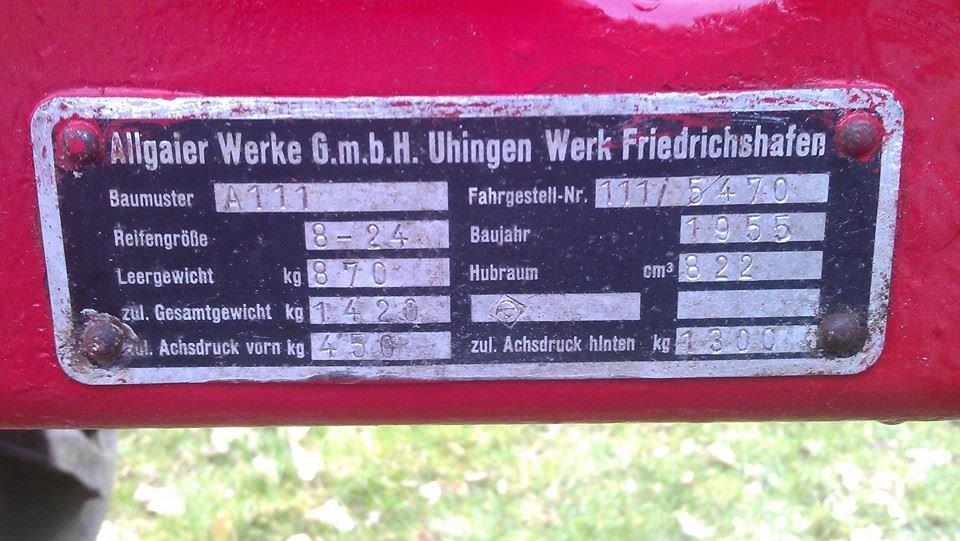 Allgaier Werke G.m.b.H. Uhingen Werk Friedrichshafen
Baumuster A111 Fahrgestell-Nr. 111/5470
Reifengröße 8-24 Baujahr 1955
Leergewicht kg 870 Hubraum cm³ 822
zul. Gesamtgewicht kg 1420
zul. Achsdruck vorn kg 450 zul. Achsdruck hinten kg 1300